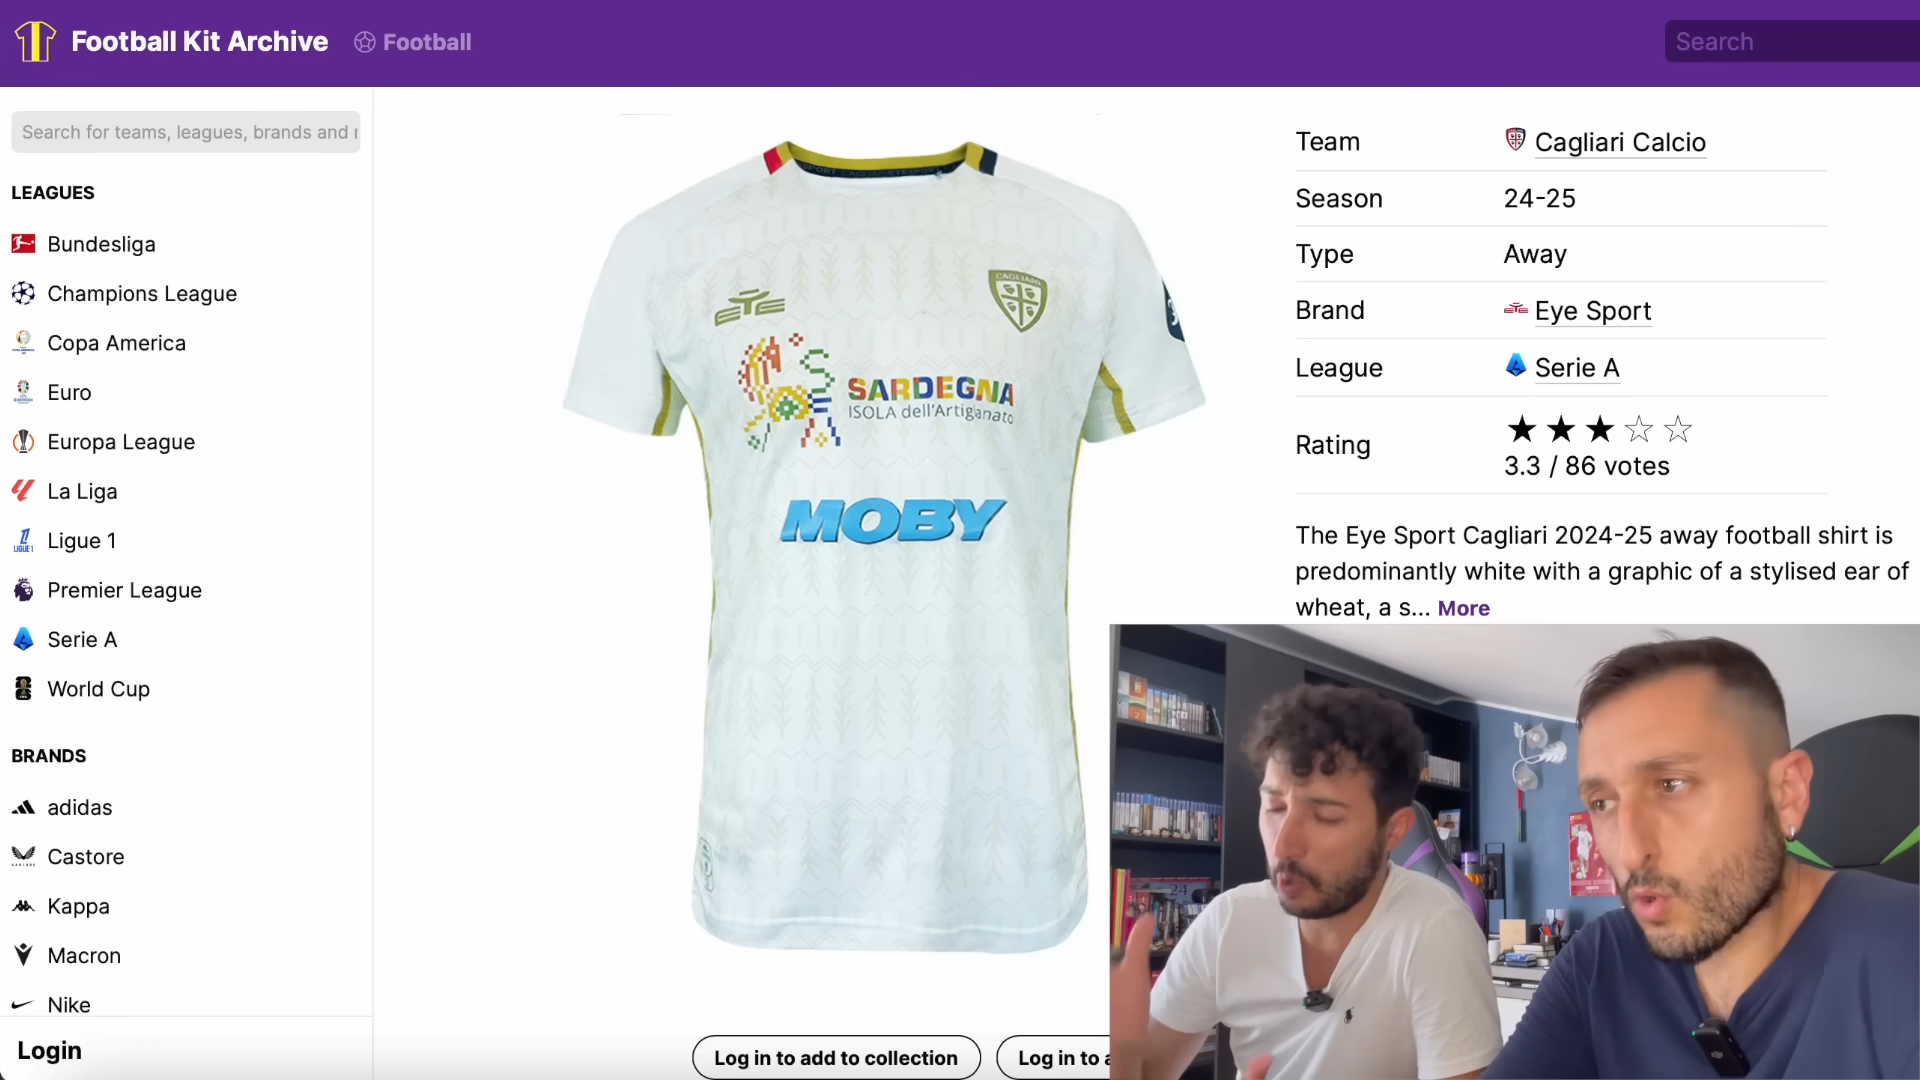 Football Kit Archive
Football
Search
Search for teams, leagues, brands and
LEAGUES
Bundesliga
Champions League
Copa America
Euro
Europa League
La Liga
Ligue 1
Premier League
Serie A
World Cup
BRANDS
adidas
Castore
Kappa
Macron
Nike
Login
CAGLIARI
SARDEGNA
ISOLA dell'Artigianato
MOBY
Log in to add to collection
Log in to
Team
Cagliari Calcio
Season
24-25
Type
Away
Brand
Eye Sport
League
Serie A
Rating
3.3 / 86 votes
The Eye Sport Cagliari 2024-25 away football shirt is
predominantly white with a graphic of a stylised ear of
wheat, a s... More
24